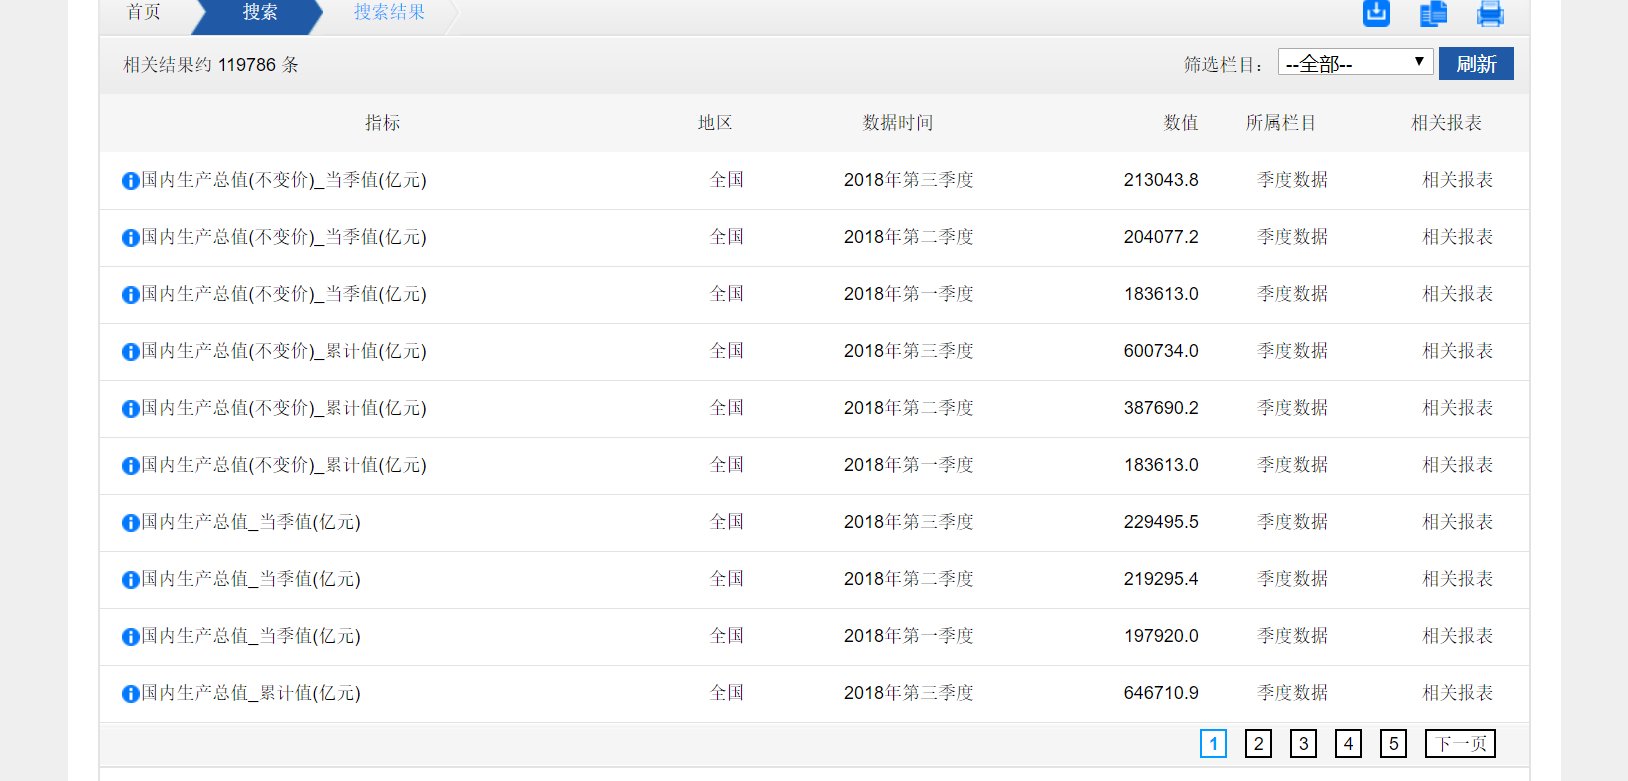 首页 搜索 搜索结果
相关结果约 119786 条 筛选栏目： --全部-- 刷新
指标 地区 数据时间 数值 所属栏目 相关报表
国内生产总值(不变价)_当季值(亿元) 全国 2018年第三季度 213043.8 季度数据 相关报表
国内生产总值(不变价)_当季值(亿元) 全国 2018年第二季度 204077.2 季度数据 相关报表
国内生产总值(不变价)_当季值(亿元) 全国 2018年第一季度 183613.0 季度数据 相关报表
国内生产总值(不变价)_累计值(亿元) 全国 2018年第三季度 600734.0 季度数据 相关报表
国内生产总值(不变价)_累计值(亿元) 全国 2018年第二季度 387690.2 季度数据 相关报表
国内生产总值(不变价)_累计值(亿元) 全国 2018年第一季度 183613.0 季度数据 相关报表
国内生产总值_当季值(亿元) 全国 2018年第三季度 229495.5 季度数据 相关报表
国内生产总值_当季值(亿元) 全国 2018年第二季度 219295.4 季度数据 相关报表
国内生产总值_当季值(亿元) 全国 2018年第一季度 197920.0 季度数据 相关报表
国内生产总值_累计值(亿元) 全国 2018年第三季度 646710.9 季度数据 相关报表
1 2 3 4 5 下一页